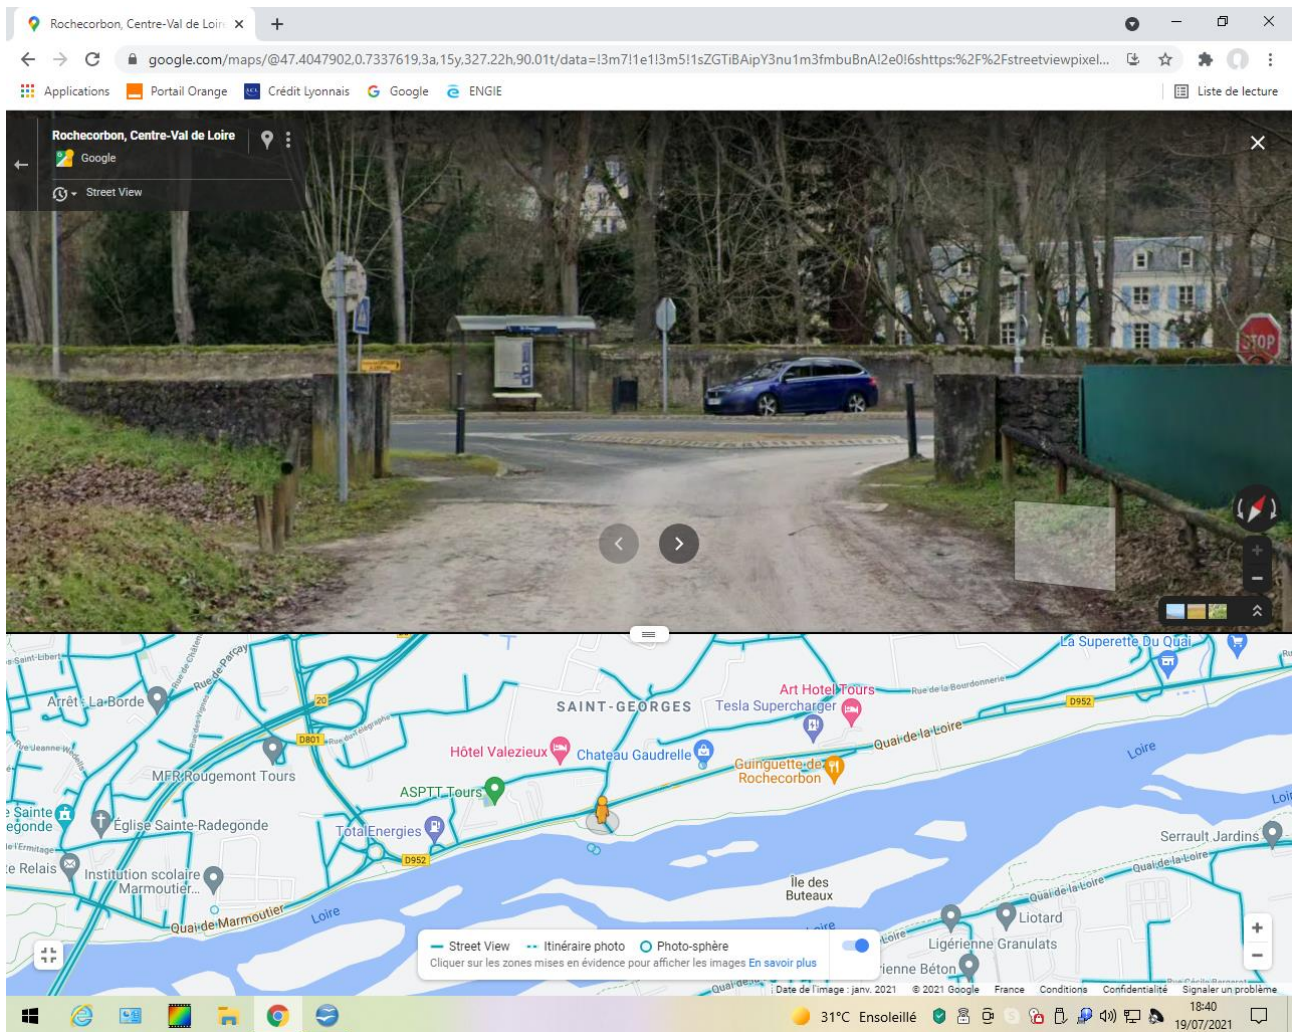 Rochecorbon, Centre-Val de Loire
google.com/maps/@47.4047902,0.7337619,3a,15y,327.22h,90.01t/data=!3m7!1e1!3m5!1sZGTiBAipY3nu1m3fmbuBnA!2e0!6shttps:%2F%2Fstreetviewpixel...
Applications
Portail Orange
Crédit Lyonnais
Google
ENGIE
Liste de lecture
Rochecorbon, Centre-Val de Loire
Google
Street View
STOP
Rue de Parçay
La Superette Du Quai
Arrêt - La Borde
20
SAINT-GEORGES
Art Hotel Tours
Rue de la Bourdonnerie
D952
Tesla Supercharger
D801
Quai de la Loire
Loire
Hôtel Valezieux
Chateau Gaudrelle
MFR Rougemont Tours
Guinguette de
Rochecorbon
ASPTT Tours
Église Sainte-Radegonde
TotalEnergies
Serrault Jardins
D952
Institution scolaire
Marmoutier...
Île des
Buteaux
Quai de la Loire
Quai de Marmoutier
Loire
Liotard
Ligérienne Granulats
Street View
Itinéraire photo
Photo-sphère
Cliquer sur les zones mises en évidence pour afficher les images En savoir plus
Date de l'image : janv. 2021
© 2021 Google
France
Conditions
Confidentialité
Signaler un problème
31°C Ensoleillé
18:40
19/07/2021